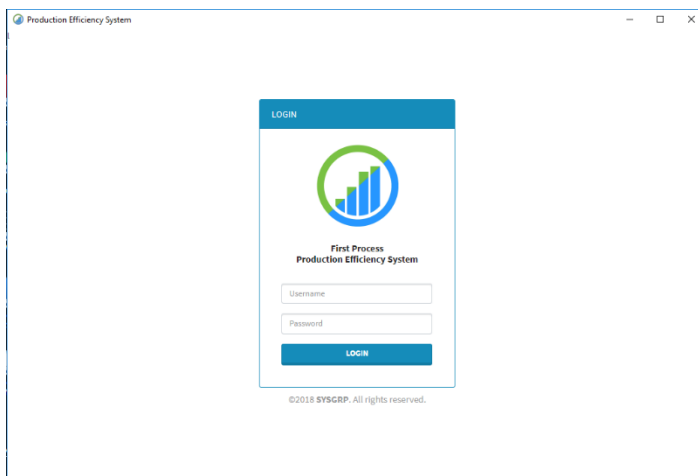 Production Efficiency System
LOGIN
First Process
Production Efficiency System
Username
Password
LOGIN
©2018 SYSGRP. All rights reserved.